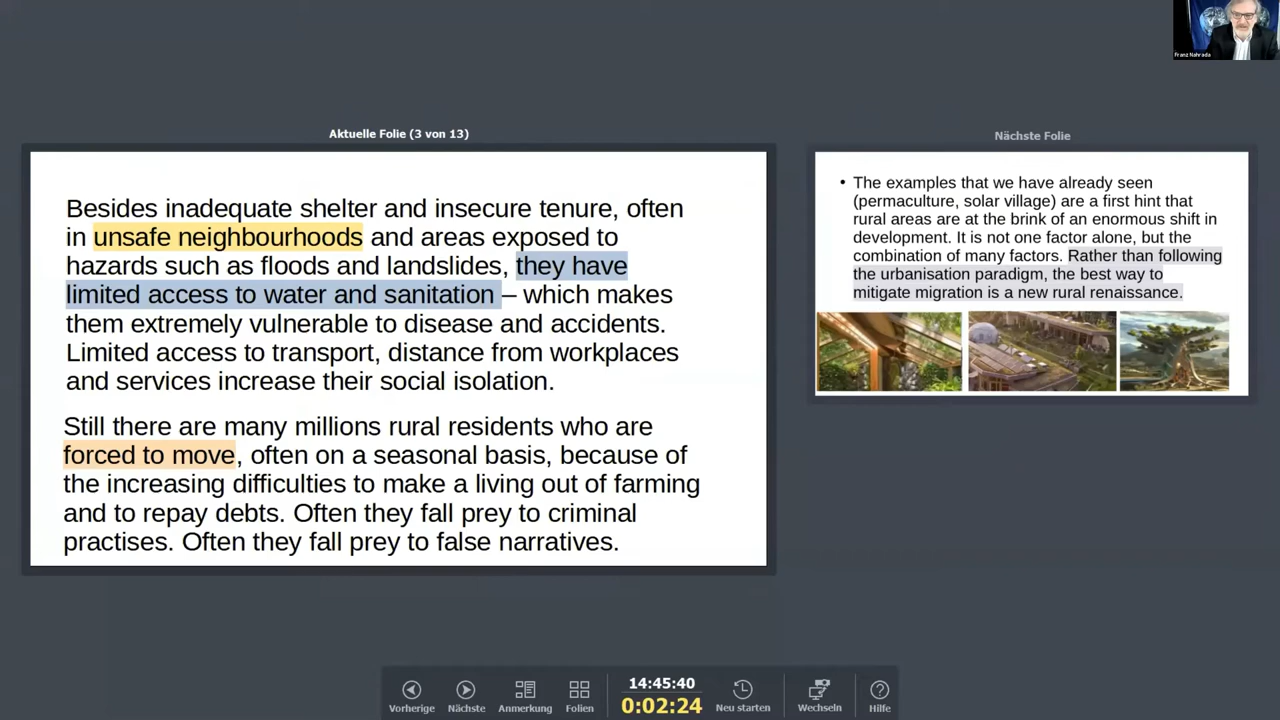 Franz Nahrada
Aktuelle Folie (3 von 13)
Besides inadequate shelter and insecure tenure, often
in unsafe neighbourhoods and areas exposed to
hazards such as floods and landslides, they have
limited access to water and sanitation – which makes
them extremely vulnerable to disease and accidents.
Limited access to transport, distance from workplaces
and services increase their social isolation.
Still there are many millions rural residents who are
forced to move, often on a seasonal basis, because of
the increasing difficulties to make a living out of farming
and to repay debts. Often they fall prey to criminal
practises. Often they fall prey to false narratives.
Nächste Folie
• The examples that we have already seen
(permaculture, solar village) are a first hint that
rural areas are at the brink of an enormous shift in
development. It is not one factor alone, but the
combination of many factors. Rather than following
the urbanisation paradigm, the best way to
mitigate migration is a new rural renaissance.
Vorherige
Nächste
Anmerkung
Folien
14:45:40
0:02:24
Neu starten
Wechseln
Hilfe